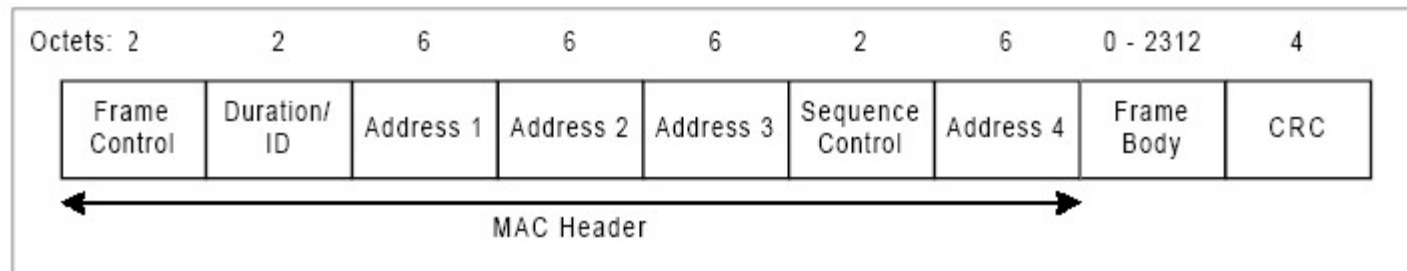 Octets: 2 2 6 6 6 2 6 0 - 2312 4
Frame Control
Duration/ ID
Address 1
Address 2
Address 3
Sequence Control
Address 4
Frame Body
CRC
MAC Header